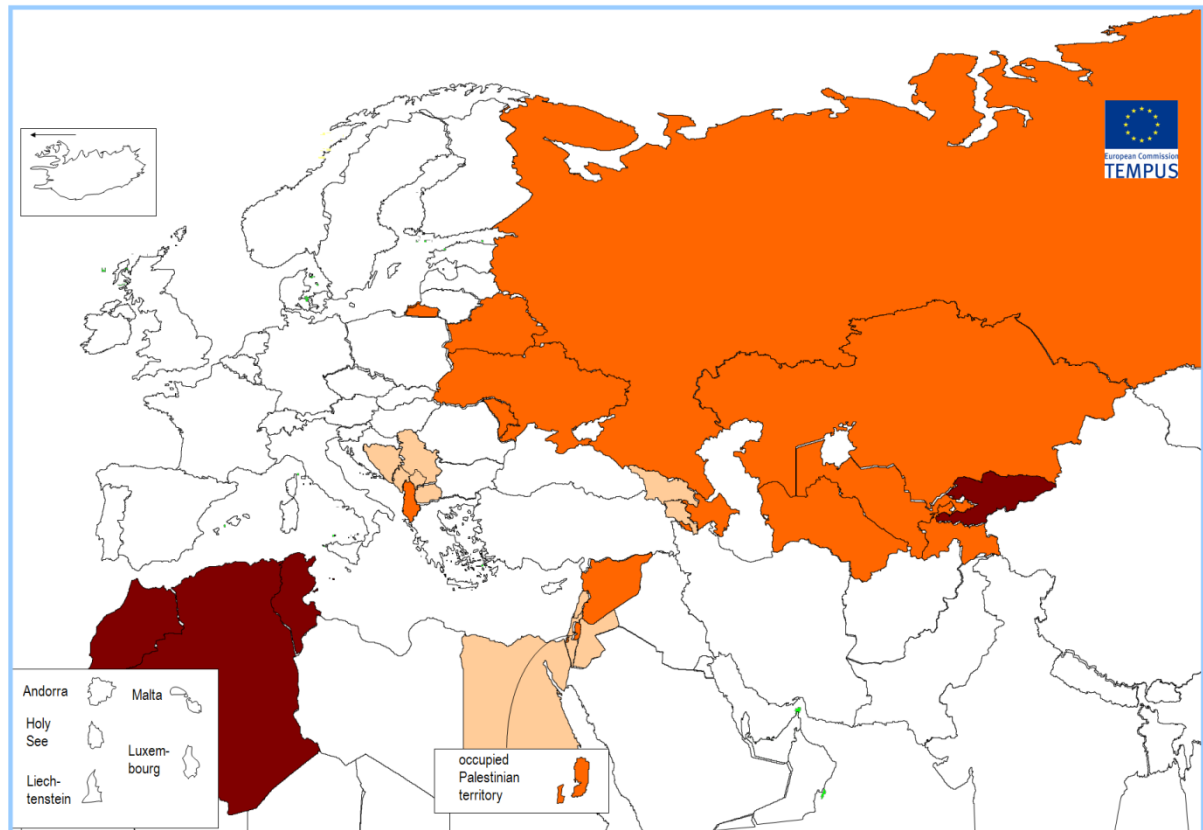 European Commission
TEMPUS
Andorra
Malta
Holy
See
Luxem-
bourg
Liech-
tenstein
occupied
Palestinian
territory